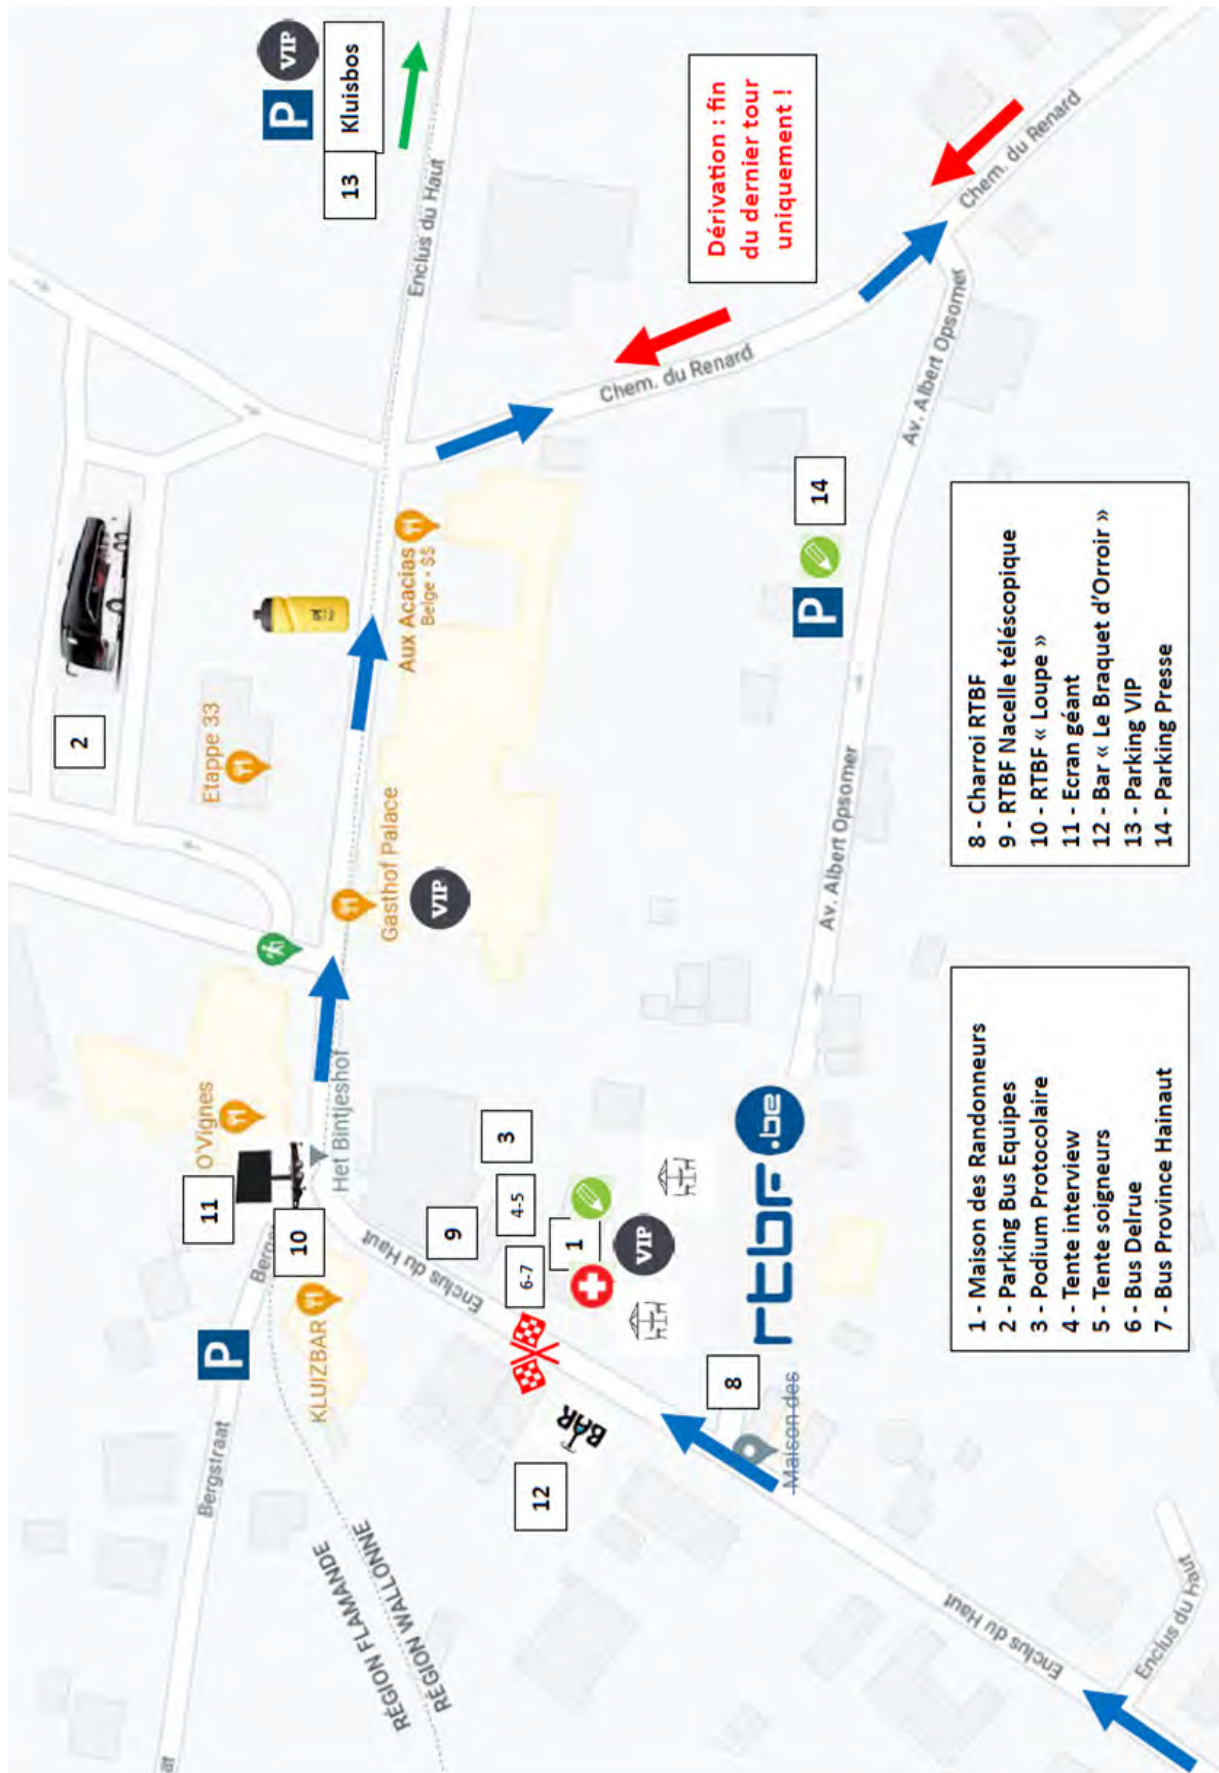 VIP
P
Kluisbos
13
Enclus du Haut
Dérivation : fin
du dernier tour
uniquement !
Chem. du Renard
Chem. du Renard
Av. Albert Opsomer
2
Etappe 33
Aux Acacias
Belge · $$
P
14
Gasthof Palace
VIP
Av. Albert Opsomer
O'Vignes
Het Bintjeshof
11
10
Berge
P
KLUIZBAR
Bergstraat
RÉGION FLAMANDE
RÉGION WALLONNE
Enclus du Haut
9
3
4-5
6-7
1
VIP
rtbf.be
BAR
12
8
Maison des
Enclus du Haut
Enclus du Haut
at
1 - Maison des Randonneurs
2 - Parking Bus Equipes
3 - Podium Protocolaire
4 - Tente interview
5 - Tente soigneurs
6 - Bus Delrue
7 - Bus Province Hainaut
8 - Charroi RTBF
9 - RTBF Nacelle téléscopique
10 - RTBF « Loupe »
11 - Ecran géant
12 - Bar « Le Braquet d'Orroir »
13 - Parking VIP
14 - Parking Presse